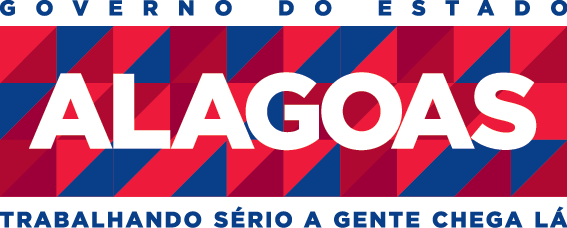 GOVERNO DO ESTADO
ALAGOAS
TRABALHANDO SÉRIO A GENTE CHEGA LÁ